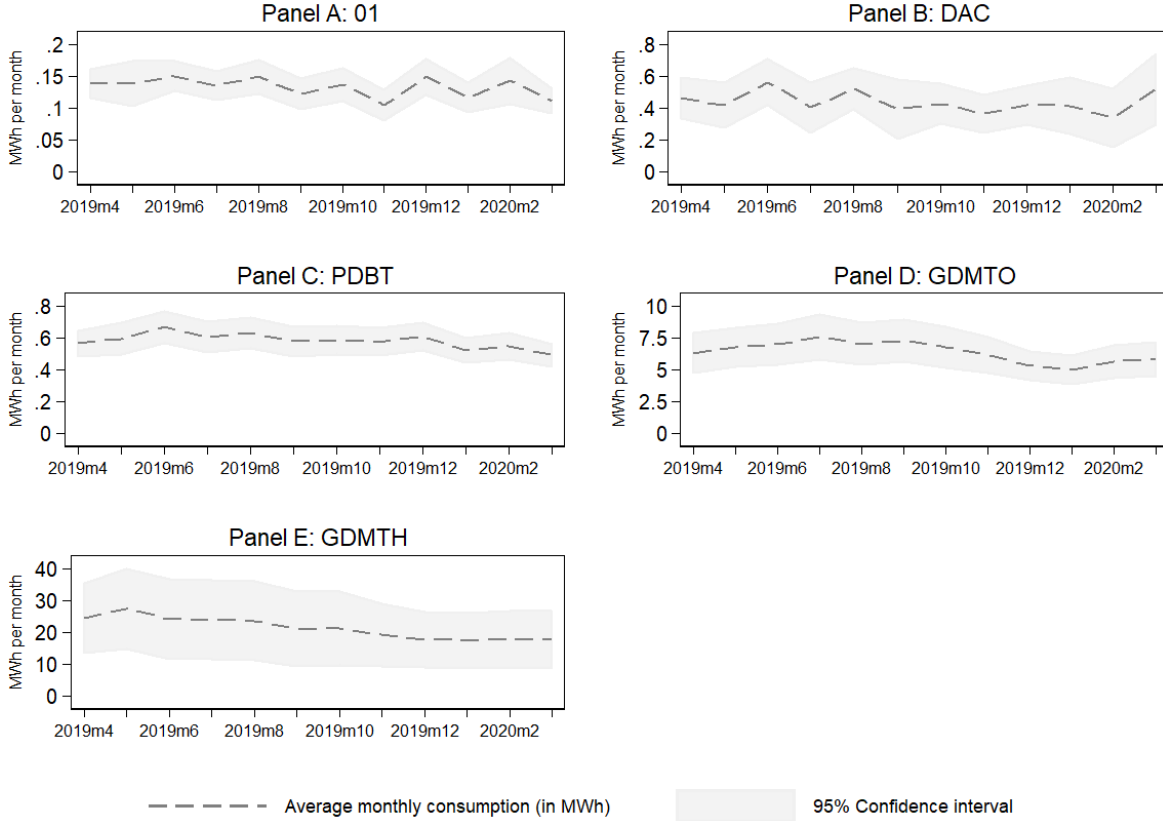 Panel A: 01
MWh per month
.2
.15
.1
.05
0
2019m4 2019m6 2019m8 2019m10 2019m12 2020m2
Panel B: DAC
MWh per month
.8
.6
.4
.2
0
2019m4 2019m6 2019m8 2019m10 2019m12 2020m2
Panel C: PDBT
MWh per month
.8
.6
.4
.2
0
2019m4 2019m6 2019m8 2019m10 2019m12 2020m2
Panel D: GDMTO
MWh per month
10
7.5
5
2.5
0
2019m4 2019m6 2019m8 2019m10 2019m12 2020m2
Panel E: GDMTH
MWh per month
40
30
20
10
0
2019m4 2019m6 2019m8 2019m10 2019m12 2020m2
Average monthly consumption (in MWh)
95% Confidence interval